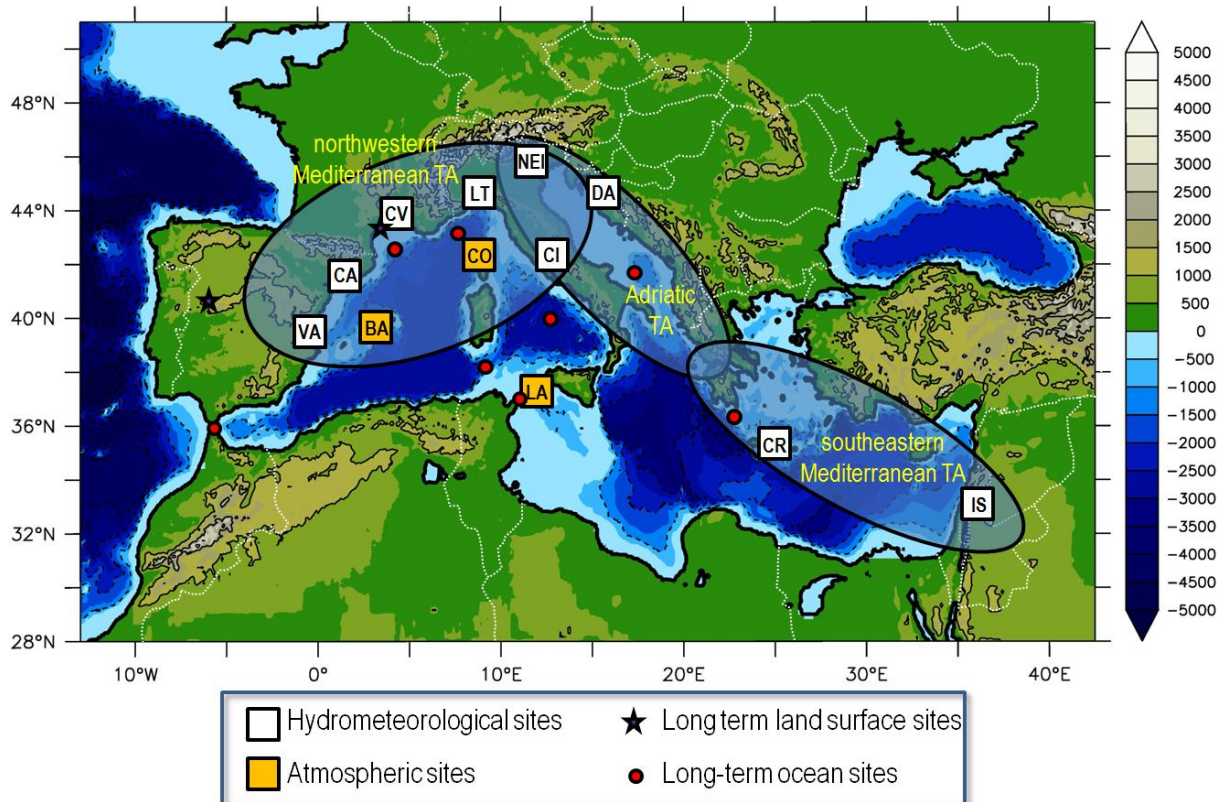 northwestern
Mediterranean TA
NEI
DA
LT
CV
CO
CI
CA
Adriatic
TA
VA
BA
LA
CR
southeastern
Mediterranean TA
IS
48°N
44°N
40°N
36°N
32°N
28°N
10°W
0°
10°E
20°E
30°E
40°E
5000
4500
4000
3500
3000
2500
2000
1500
1000
500
0
−500
−1000
−1500
−2000
−2500
−3000
−3500
−4000
−4500
−5000
Hydrometeorological sites
Long term land surface sites
Atmospheric sites
Long-term ocean sites